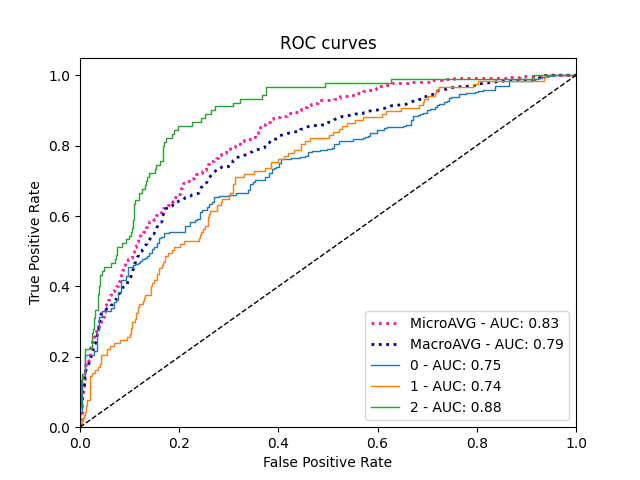 ROC curves
True Positive Rate
1.0
0.8
0.6
0.4
0.2
0.0
MicroAVG - AUC: 0.83
MacroAVG - AUC: 0.79
0 - AUC: 0.75
1 - AUC: 0.74
2 - AUC: 0.88
0.0 0.2 0.4 0.6 0.8 1.0
False Positive Rate